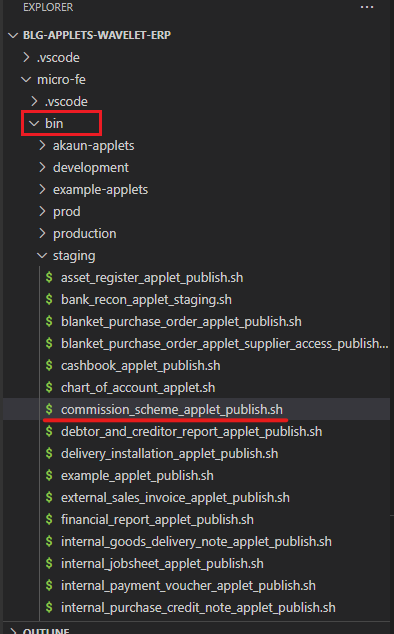 EXPLORER
BLG-APPLETS-WAVELET-ERP
.vscode
micro-fe
.vscode
bin
akaun-applets
development
example-applets
prod
production
staging
$ asset_register_applet_publish.sh
$ bank_recon_applet_staging.sh
$ blanket_purchase_order_applet_publish.sh
$ blanket_purchase_order_applet_supplier_access_publish...
$ cashbook_applet_publish.sh
$ chart_of_account_applet.sh
$ commission_scheme_applet_publish.sh
$ debtor_and_creditor_report_applet_publish.sh
$ delivery_installation_applet_publish.sh
$ example_applet_publish.sh
$ external_sales_invoice_applet_publish.sh
$ financial_report_applet_publish.sh
$ internal_goods_delivery_note_applet_publish.sh
$ internal_jobsheet_applet_publish.sh
$ internal_payment_voucher_applet_publish.sh
$ internal_purchase_credit_note_applet_publish.sh
OUTLINE